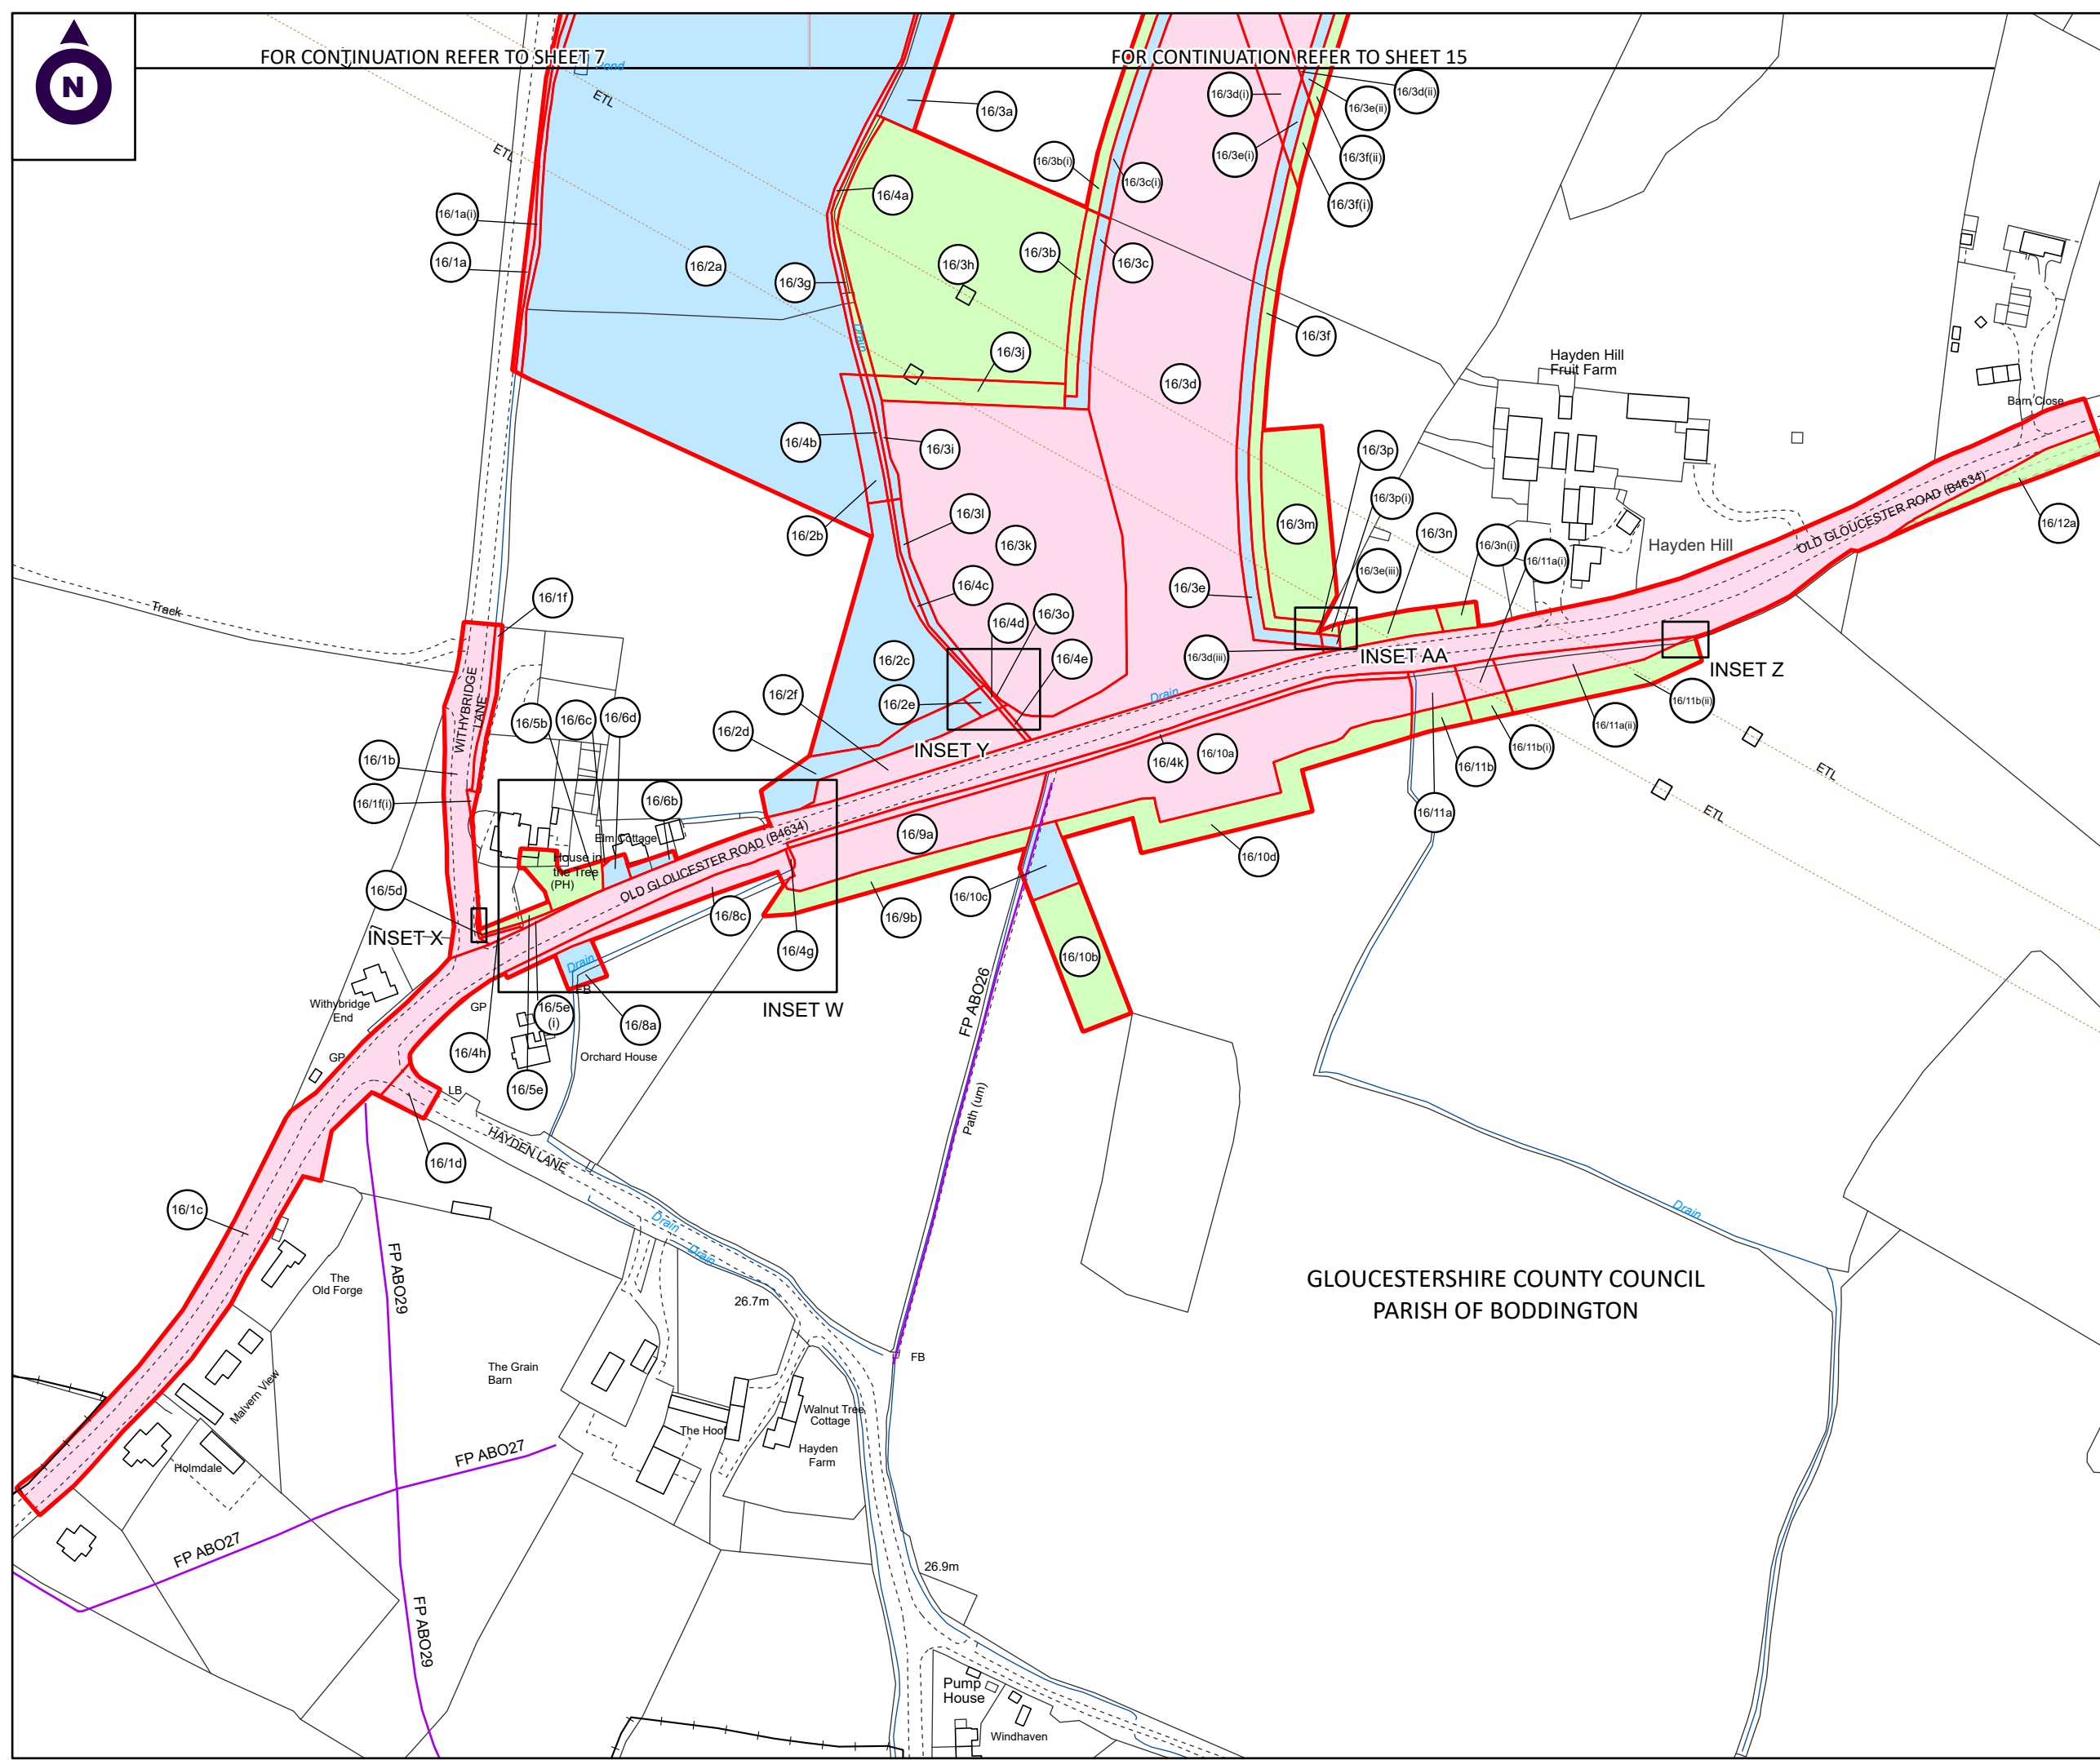 N
FOR CONTINUATION REFER TO SHEET 7
FOR CONTINUATION REFER TO SHEET 15
ETL
ETL
16/3a
16/3d(i)
16/3e(ii)
16/3d(ii)
16/3b(i)
16/3c(i)
16/3e(i)
16/3f(ii)
16/3f(i)
16/4a
16/1a(i)
16/1a
16/2a
16/3g
16/3h
16/3b
16/3c
16/3f
Drain
16/3j
16/3d
Hayden Hill
Fruit Farm
Barn Close
16/4b
16/3i
16/3p
16/3p(i)
16/2b
16/3l
16/3k
16/3m
16/3n
16/3n(i)
16/11a(i)
Hayden Hill
OLD GLOUCESTER ROAD (B4634)
16/12a
Track
16/1f
16/4c
16/3e
16/3e(iii)
16/4d
16/3o
16/4e
16/3d(iii)
INSET AA
INSET Z
16/2c
16/2f
16/2e
16/2d
INSET Y
Drain
16/4k
16/10a
16/11b
16/11b(i)
16/11a(ii)
16/11b(ii)
ETL
ETL
WITHYBRIDGE
LANE
16/5b
16/6c
16/6d
16/1b
16/1f(i)
16/6b
Elm Cottage
House in
the Tree
(PH)
OLD GLOUCESTER ROAD (B4634)
16/9a
16/11a
16/10d
16/5d
INSET X
16/8c
16/9b
16/10c
16/4g
16/10b
Drain
FB
INSET W
Withybridge
End
GP
GP
16/5e
(i)
16/8a
16/4h
16/5e
Orchard House
FP ABO26
Path (um)
LB
HAYDEN LANE
16/1d
16/1c
Drain
Drain
Drain
FP ABO29
The
Old Forge
26.7m
GLOUCESTERSHIRE COUNTY COUNCIL
PARISH OF BODDINGTON
FB
The Grain
Barn
Malvern View
Walnut Tree
Cottage
The Hoof
Hayden
Farm
FP ABO27
Holmdale
FP ABO27
26.9m
FP ABO29
Pump
House
Windhaven